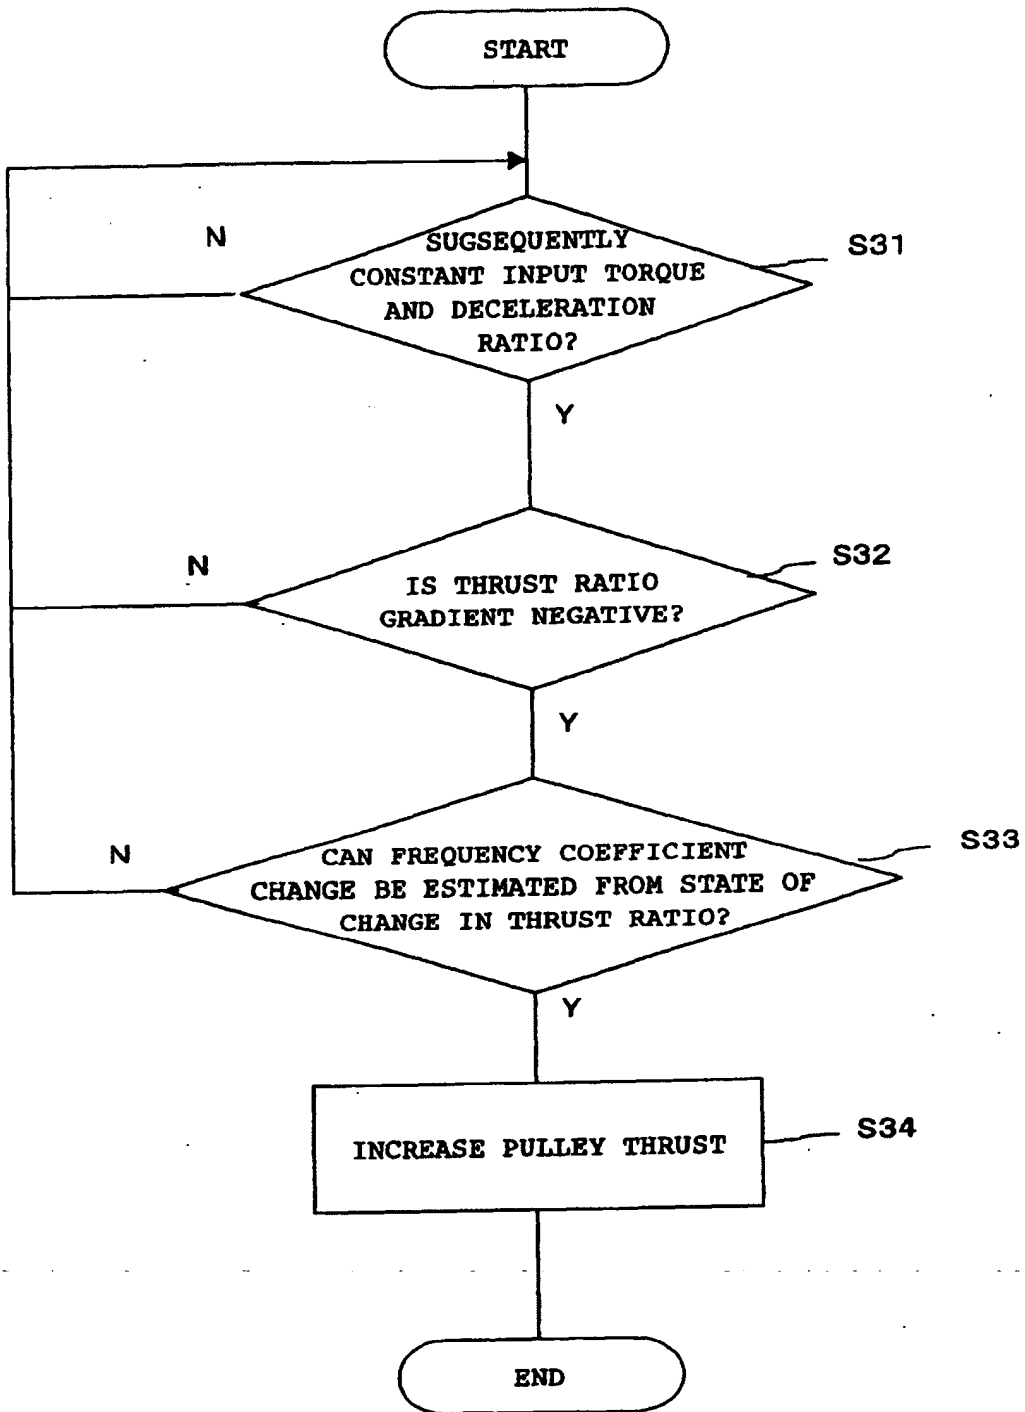 START
N
SUGSEQUENTLY
CONSTANT INPUT TORQUE
AND DECELERATION
RATIO?
S31
Y
N
IS THRUST RATIO
GRADIENT NEGATIVE?
S32
Y
N
CAN FREQUENCY COEFFICIENT
CHANGE BE ESTIMATED FROM STATE OF
CHANGE IN THRUST RATIO?
S33
Y
INCREASE PULLEY THRUST
S34
END